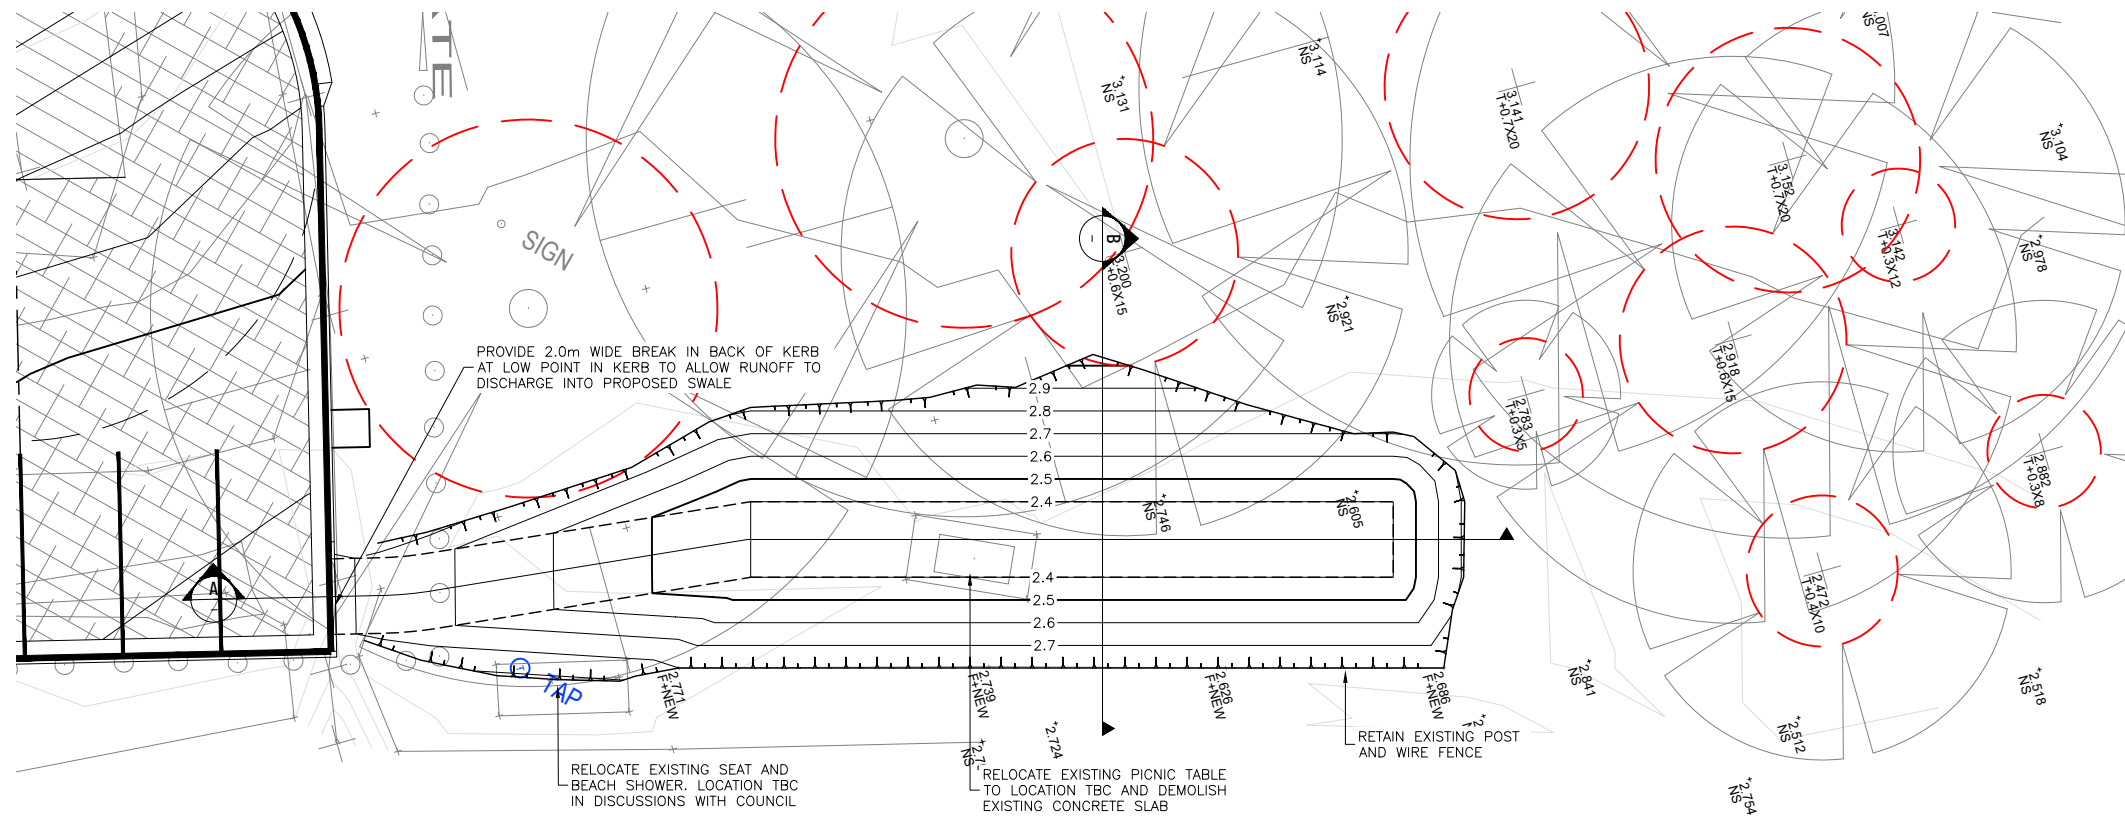 TE
SIGN
3.131
NS
3.114
NS
3.141
T+0.7X20
.007
NS
3.152
T+0.7X20
3.142
T+0.3X12
3.104
NS
2.978
NS
B
3.200
T+0.6X15
2.921
NS
2.918
T+0.6X15
2.783
T+0.3X5
2.882
T+0.3X8
PROVIDE 2.0m WIDE BREAK IN BACK OF KERB
AT LOW POINT IN KERB TO ALLOW RUNOFF TO
DISCHARGE INTO PROPOSED SWALE
2.9
2.8
2.7
2.6
2.5
2.4
2.746
NS
2.605
NS
2.4
2.5
2.6
2.7
A
2.472
T+0.4X10
TAP
2.771
F+NEW
2.739
F+NEW
2.626
F+NEW
2.686
F+NEW
2.841
NS
2.518
NS
2.512
NS
2.724
NS
2.754
NS
RETAIN EXISTING POST
AND WIRE FENCE
RELOCATE EXISTING SEAT AND
BEACH SHOWER. LOCATION TBC
IN DISCUSSIONS WITH COUNCIL
RELOCATE EXISTING PICNIC TABLE
TO LOCATION TBC AND DEMOLISH
EXISTING CONCRETE SLAB